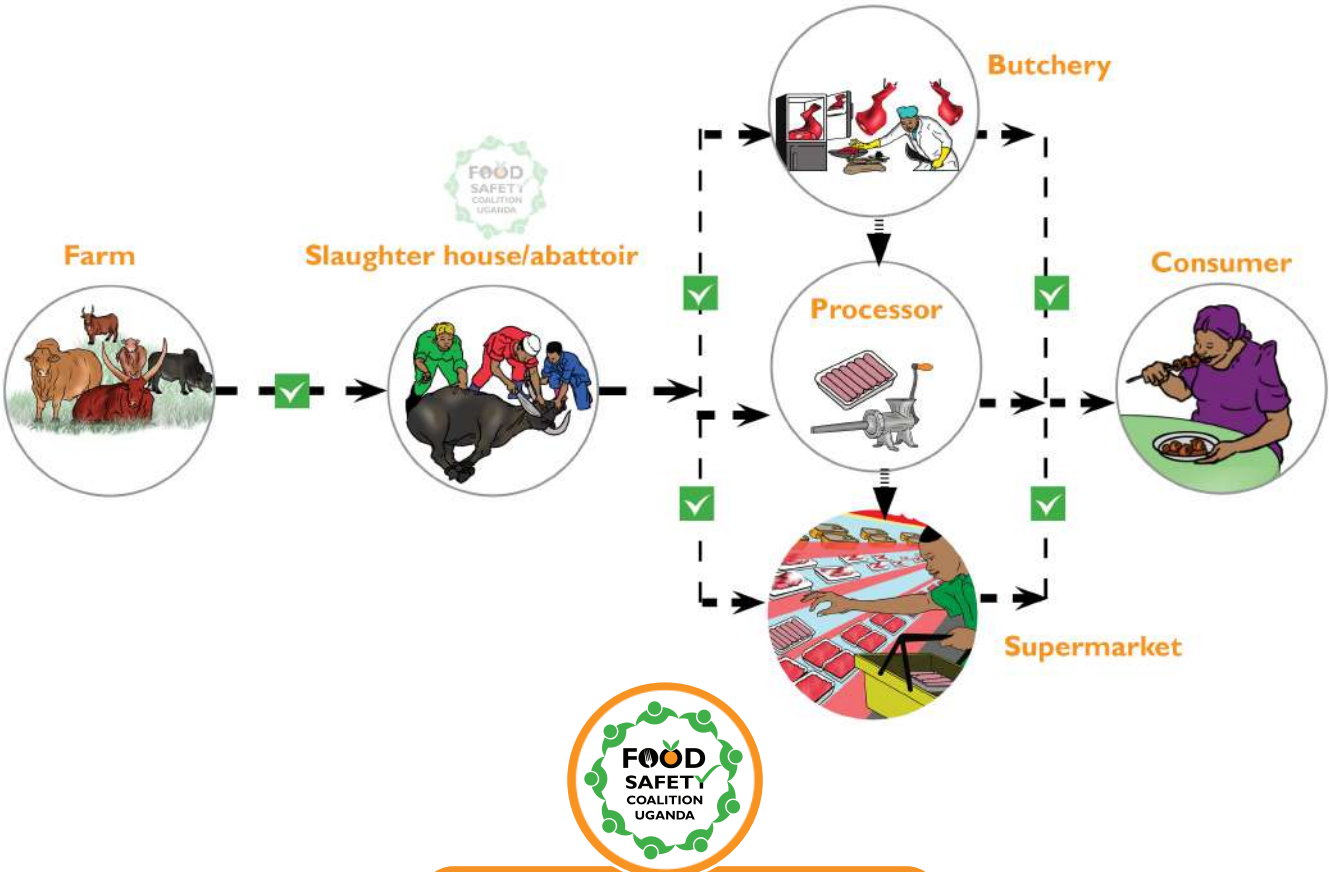 Butchery
FOOD
SAFETY
COALITION
UGANDA
Farm
Slaughter house/abattoir
Consumer
Processor
Supermarket
FOOD
SAFETY
COALITION
UGANDA